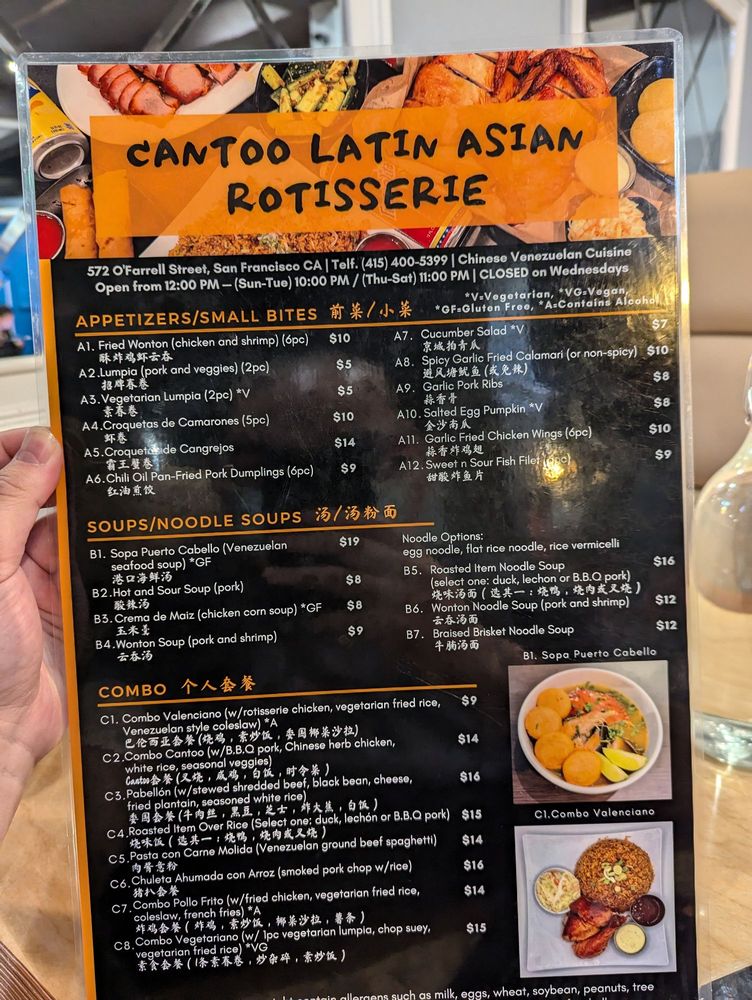 CANTOO LATIN ASIAN
ROTISSERIE
572 O'Farrell Street, San Francisco CA | Telf. (415) 400-5399 | Chinese Venezuelan Cuisine
Open from 12:00 PM — (Sun-Tue) 10:00 PM / (Thu-Sat) 11:00 PM | CLOSED on Wednesdays
*V=Vegetarian, *VG=Vegan,
*GF=Gluten Free, *A=Contains Alcohol
APPETIZERS/SMALL BITES 前菜/小菜
A1. Fried Wonton (chicken and shrimp) (6pc) $10
酥炸鸡虾云吞
A2.Lumpia (pork and veggies) (2pc) $5
招牌春卷
A3.Vegetarian Lumpia (2pc) *V $5
素春卷
A4.Croquetas de Camarones (5pc) $10
虾卷
A5.Croquetas de Cangrejos $14
霸王蟹卷
A6.Chili Oil Pan-Fried Pork Dumplings (6pc) $9
红油煎饺
A7. Cucumber Salad *V $7
京城拍青瓜
A8. Spicy Garlic Fried Calamari (or non-spicy) $10
避风塘鱿鱼(或免辣)
A9. Garlic Pork Ribs $8
蒜香骨
A10.Salted Egg Pumpkin *V $8
金沙南瓜
A11. Garlic Fried Chicken Wings (6pc) $10
蒜香炸鸡翅
A12.Sweet n Sour Fish Filet (6pc) $9
甜酸炸鱼片
SOUPS/NOODLE SOUPS 汤/汤粉面
B1. Sopa Puerto Cabello (Venezuelan $19
seafood soup) *GF
港口海鲜汤
B2.Hot and Sour Soup (pork) $8
酸辣汤
B3.Crema de Maiz (chicken corn soup) *GF $8
玉米羹
B4.Wonton Soup (pork and shrimp) $9
云吞汤
Noodle Options:
egg noodle, flat rice noodle, rice vermicelli
B5. Roasted Item Noodle Soup $16
(select one: duck, lechon or B.B.Q pork)
烧味汤面(选其一:烧鸭,烧肉或叉烧)
B6. Wonton Noodle Soup (pork and shrimp) $12
云吞汤面
B7. Braised Brisket Noodle Soup $12
牛腩汤面
B1. Sopa Puerto Cabello
COMBO 个人套餐
C1. Combo Valenciano (w/rotisserie chicken, vegetarian fried rice, $9
Venezuelan style coleslaw) *A
巴伦西亚套餐(烧鸡,素炒饭,委国椰菜沙拉)
C2.Combo Cantoo (w/B.B.Q pork, Chinese herb chicken, $14
white rice, seasonal veggies)
Cantoo套餐(叉烧,咸鸡,白饭,时令菜)
C3.Pabellón (w/stewed shredded beef, black bean, cheese, $16
fried plantain, seasoned white rice)
委国套餐(牛肉丝,黑豆,芝士,炸大蕉,白饭)
C4.Roasted Item Over Rice (Select one: duck, lechón or B.B.Q pork) $15
烧味饭(选其一:烧鸭,烧肉或叉烧)
C5.Pasta con Carne Molida (Venezuelan ground beef spaghetti) $14
肉酱意粉
C6. Chuleta Ahumada con Arroz (smoked pork chop w/rice) $16
猪扒套餐
C7. Combo Pollo Frito (w/fried chicken, vegetarian fried rice, $14
coleslaw, french fries) *A
炸鸡套餐(炸鸡,素炒饭,椰菜沙拉,薯条)
C8. Combo Vegetariano (w/ 1pc vegetarian lumpia, chop suey, $15
vegetarian fried rice) *VG
素食套餐(1条素春卷,炒杂碎,素炒饭)
C1.Combo Valenciano
contain allergens such as milk, eggs, wheat, soybean, peanuts, tree